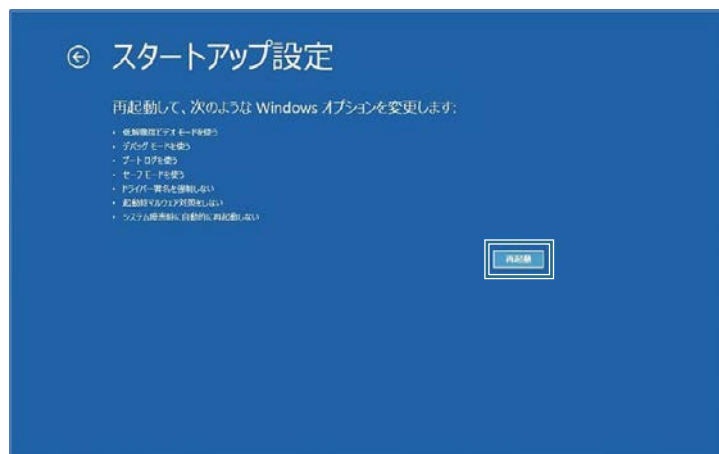 スタートアップ設定
再起動して、次のような Windows オプションを変更します:
• 低解像度ビデオ モードを使う
• デバッグ モードを使う
• ブート ログを使う
• セーフ モードを使う
• ドライバー署名を強制しない
• 起動時マルウェア対策をしない
• システム障害時に自動的に再起動しない
再起動